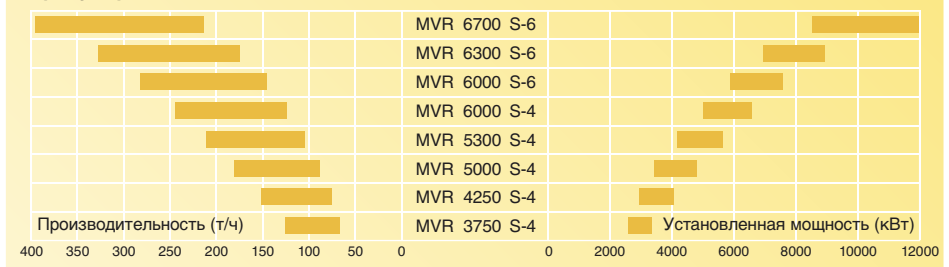 MVR 6700 S-6
MVR 6300 S-6
MVR 6000 S-6
MVR 6000 S-4
MVR 5300 S-4
MVR 5000 S-4
MVR 4250 S-4
Производительность (т/ч) MVR 3750 S-4 Установленная мощность (кВт)
400 350 300 250 200 150 100 50 0 0 2000 4000 6000 8000 10000 12000